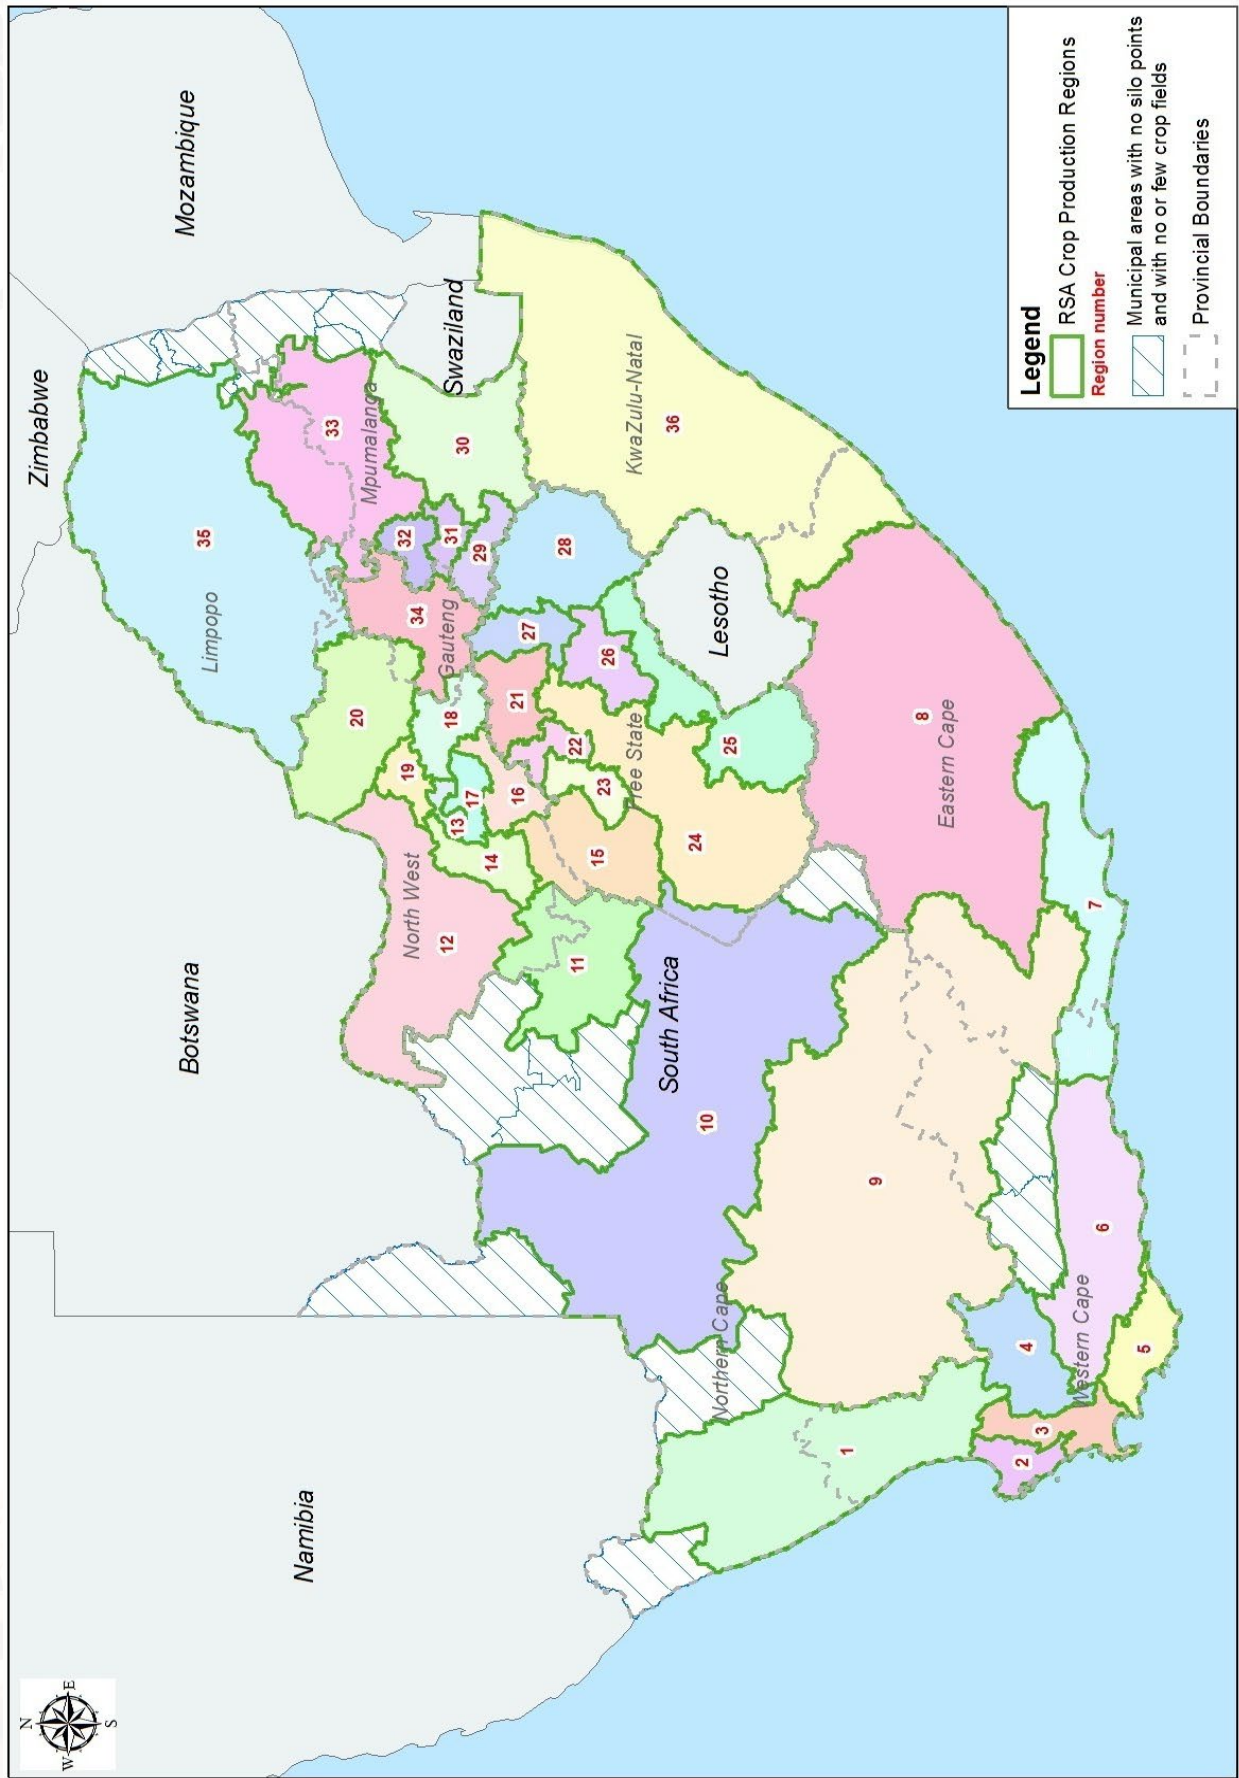 N
W
E
S
Zimbabwe
Mozambique
Botswana
Namibia
Swaziland
Lesotho
South Africa
Limpopo
Mpumalanga
Gauteng
North West
Free State
KwaZulu-Natal
Eastern Cape
Northern Cape
Western Cape
1
2
3
4
5
6
7
8
9
10
11
12
13
14
15
16
17
18
19
20
21
22
23
24
25
26
27
28
29
30
31
32
33
34
35
36
Legend
RSA Crop Production Regions
Region number
Municipal areas with no silo points
and with no or few crop fields
Provincial Boundaries